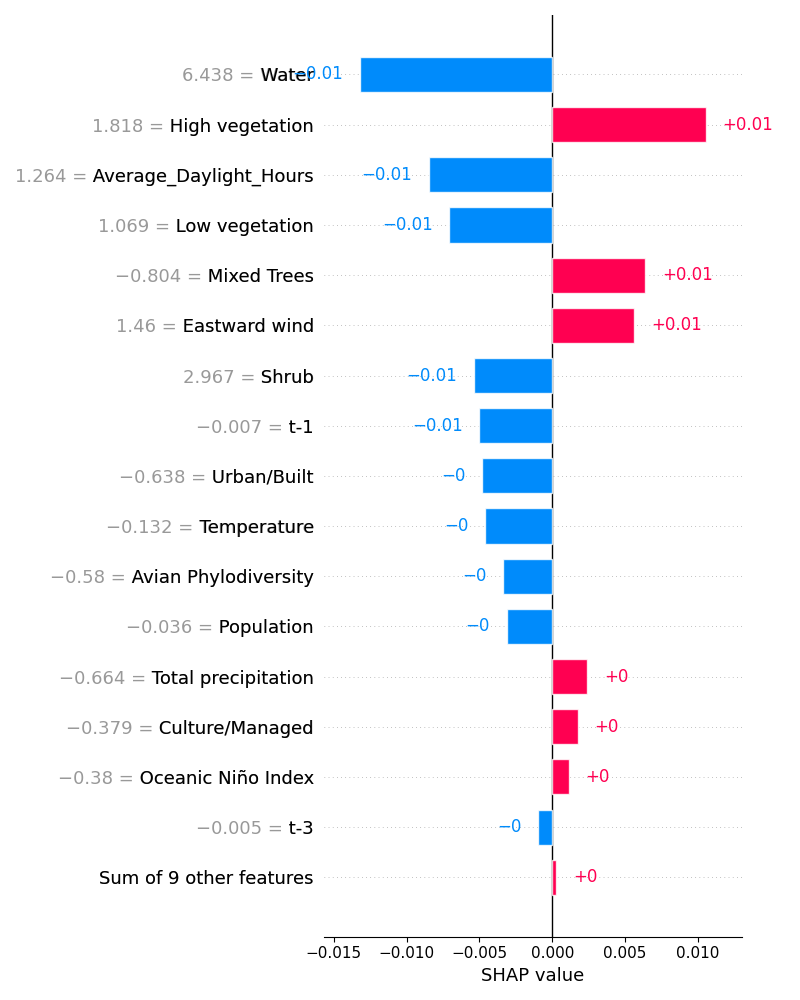 6.438 = Water −0.01
1.818 = High vegetation +0.01
1.264 = Average_Daylight_Hours −0.01
1.069 = Low vegetation −0.01
−0.804 = Mixed Trees +0.01
1.46 = Eastward wind +0.01
2.967 = Shrub −0.01
−0.007 = t-1 −0.01
−0.638 = Urban/Built −0
−0.132 = Temperature −0
−0.58 = Avian Phylodiversity −0
−0.036 = Population −0
−0.664 = Total precipitation +0
−0.379 = Culture/Managed +0
−0.38 = Oceanic Niño Index +0
−0.005 = t-3 −0
Sum of 9 other features +0
−0.015 −0.010 −0.005 0.000 0.005 0.010
SHAP value